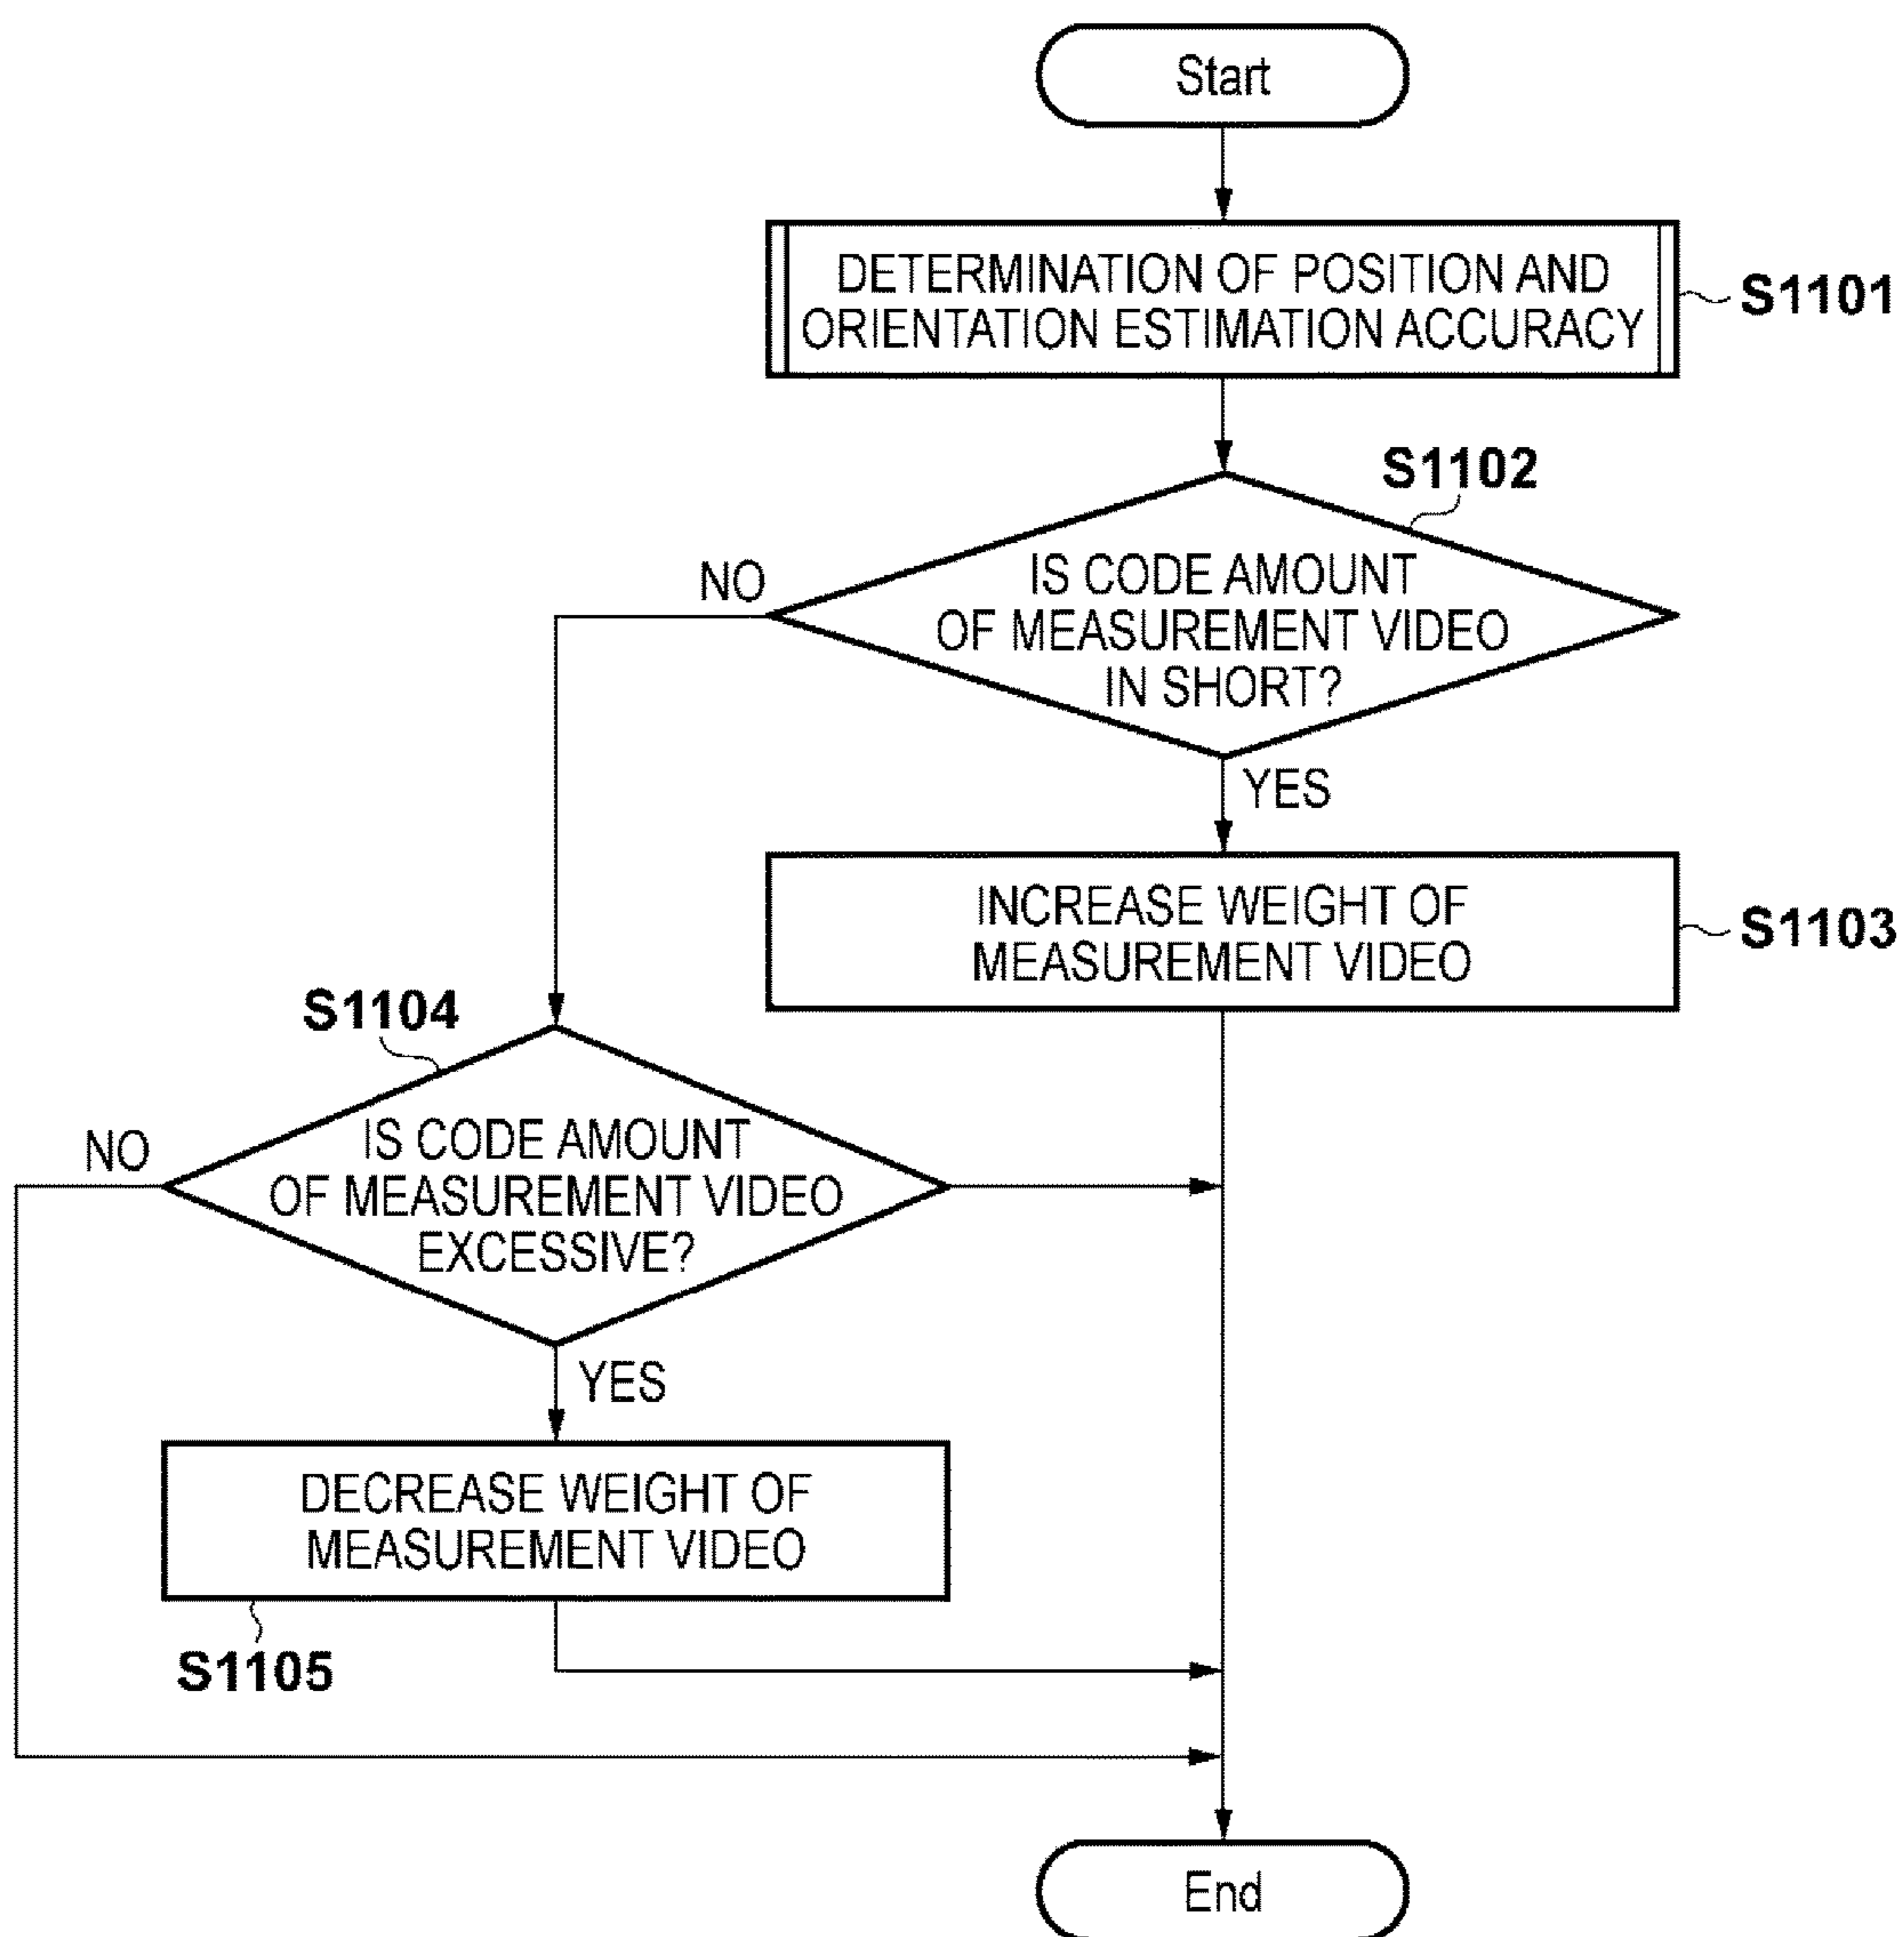 Start
DETERMINATION OF POSITION AND
ORIENTATION ESTIMATION ACCURACY
S1101
S1102
IS CODE AMOUNT
OF MEASUREMENT VIDEO
IN SHORT?
NO
YES
INCREASE WEIGHT OF
MEASUREMENT VIDEO
S1103
S1104
IS CODE AMOUNT
OF MEASUREMENT VIDEO
EXCESSIVE?
NO
YES
DECREASE WEIGHT OF
MEASUREMENT VIDEO
S1105
End